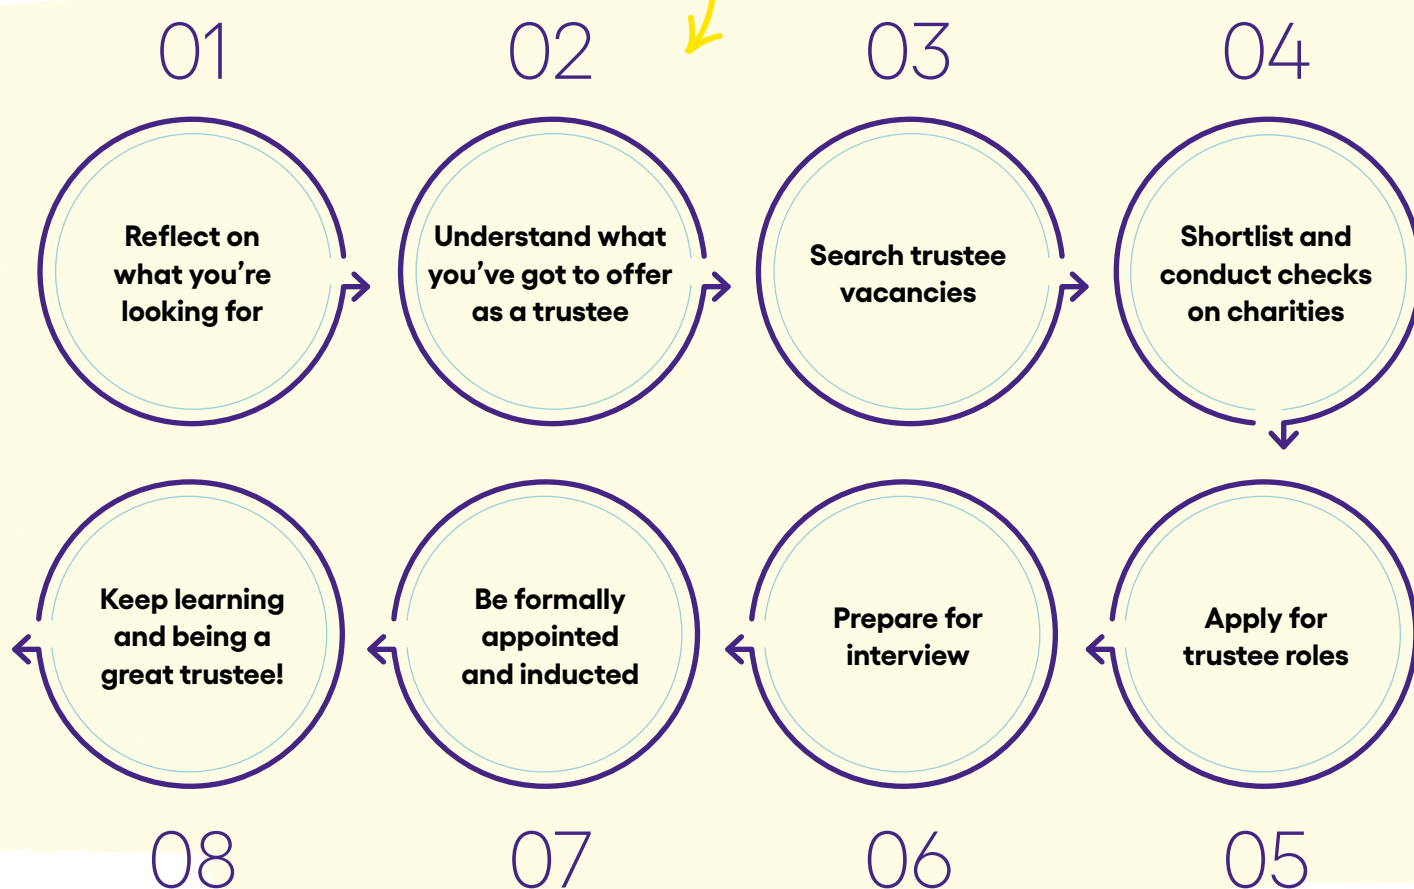 01
Reflect on
what you’re
looking for
02
Understand what
you’ve got to offer
as a trustee
03
Search trustee
vacancies
04
Shortlist and
conduct checks
on charities
Apply for
trustee roles
05
Prepare for
interview
06
Be formally
appointed
and inducted
07
Keep learning
and being a
great trustee!
08